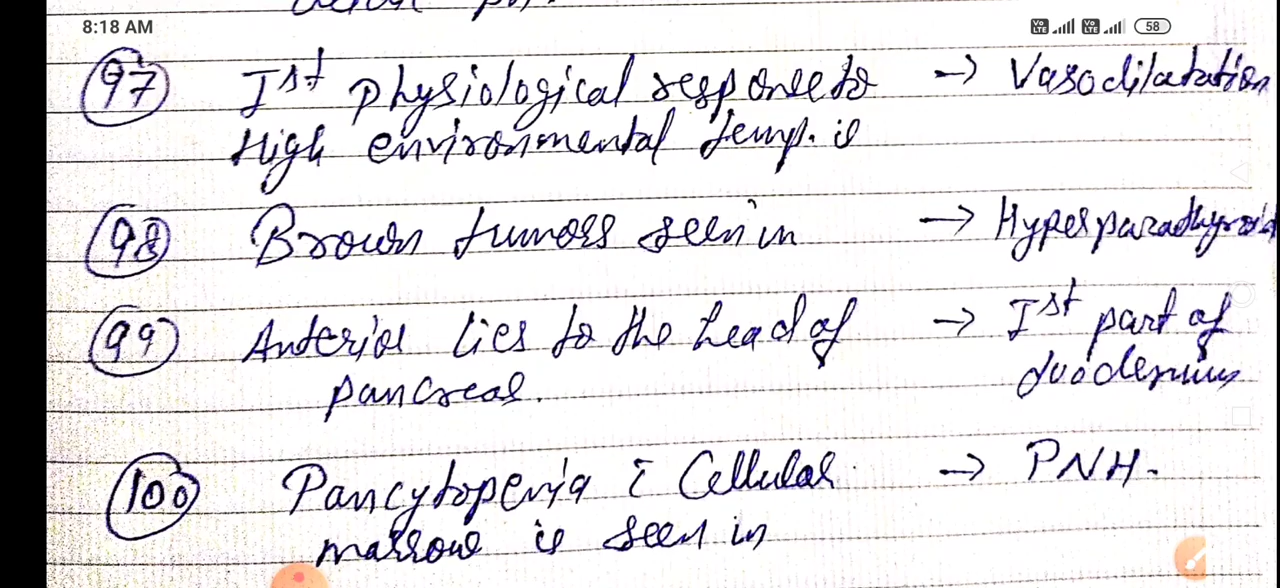 8:18 AM 58
97 Ist physiological response to → Vasodilatation
High environmental temp. is
98 Brown tumors seen in → Hyperparathyroid
99 Anterior lies to the head of → Ist part of
pancreas. duodenum
100 Pancytopenia c̄ Cellular → PNH.
marrow is seen in